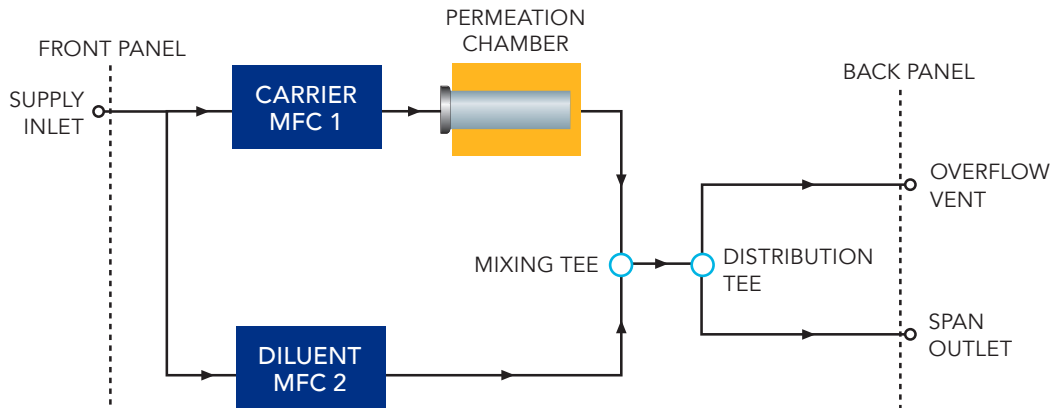 PERMEATION
CHAMBER
FRONT PANEL
BACK PANEL
SUPPLY
INLET
CARRIER
MFC 1
OVERFLOW
VENT
MIXING TEE
DISTRIBUTION
TEE
SPAN
OUTLET
DILUENT
MFC 2